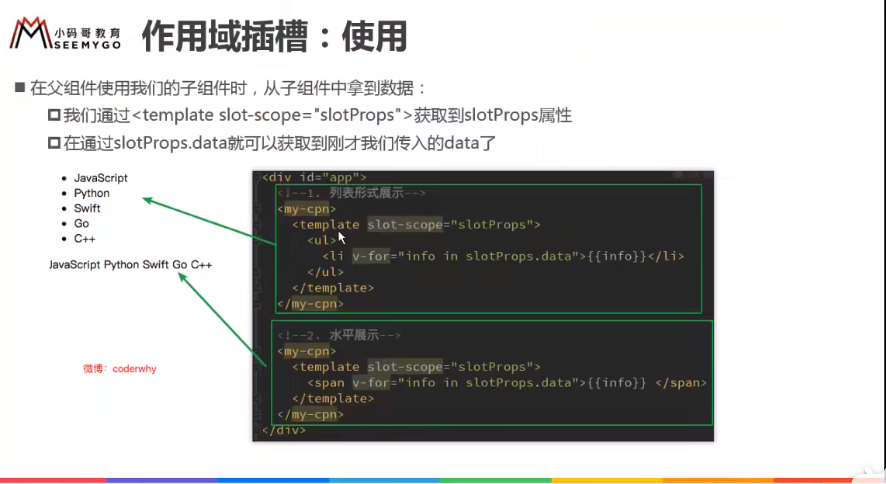 小码哥教育
SEEMYGO
作用域插槽：使用
在父组件使用我们的子组件时，从子组件中拿到数据：
我们通过<template slot-scope="slotProps">获取到slotProps属性
在通过slotProps.data就可以获取到刚才我们传入的data了
JavaScript
Python
Swift
Go
C++
JavaScript Python Swift Go C++
微博：coderwhy
<div id="app">
<!--1. 列表形式展示-->
<my-cpn>
<template slot-scope="slotProps">
<ul>
<li v-for="info in slotProps.data">{{info}}</li>
</ul>
</template>
</my-cpn>
<!--2. 水平展示-->
<my-cpn>
<template slot-scope="slotProps">
<span v-for="info in slotProps.data">{{info}} </span>
</template>
</my-cpn>
</div>